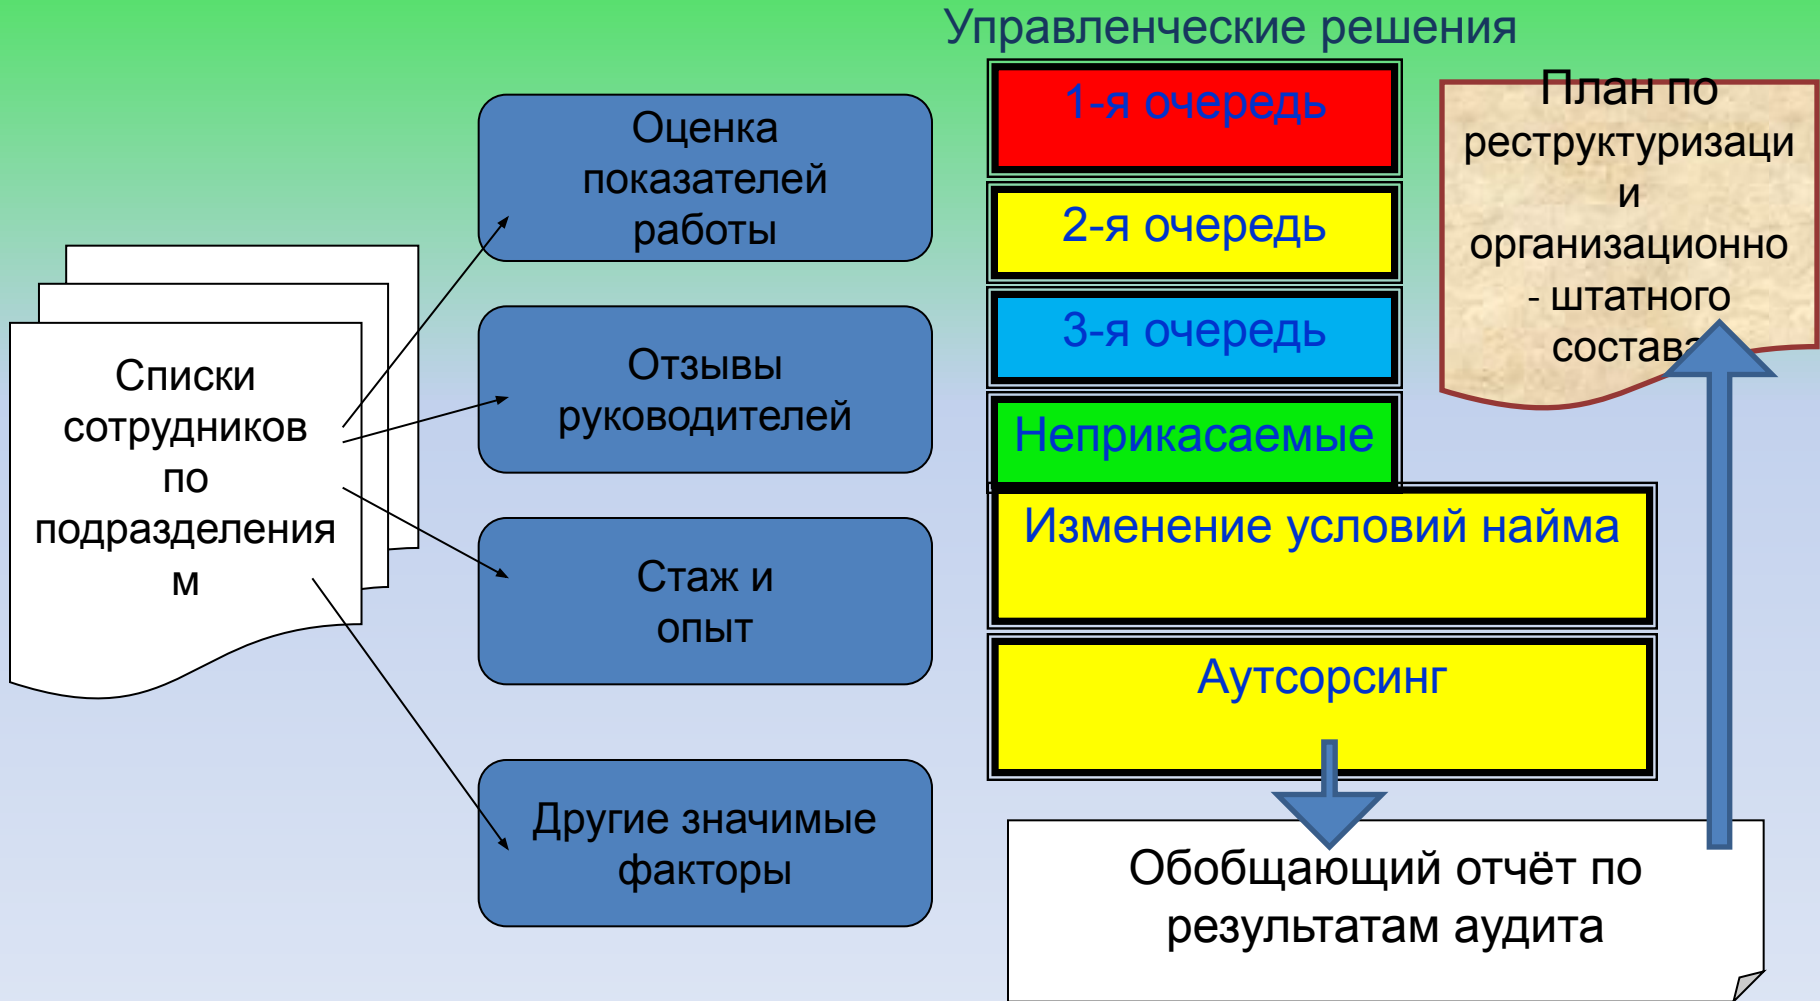 Управленческие решения
Списки
сотрудников
по
подразделения
м
Оценка
показателей
работы
Отзывы
руководителей
Стаж и
опыт
Другие значимые
факторы
1-я очередь
2-я очередь
3-я очередь
Неприкасаемые
Изменение условий найма
Аутсорсинг
План по
реструктуризаци
и
организационно
- штатного
состава
Обобщающий отчёт по
результатам аудита